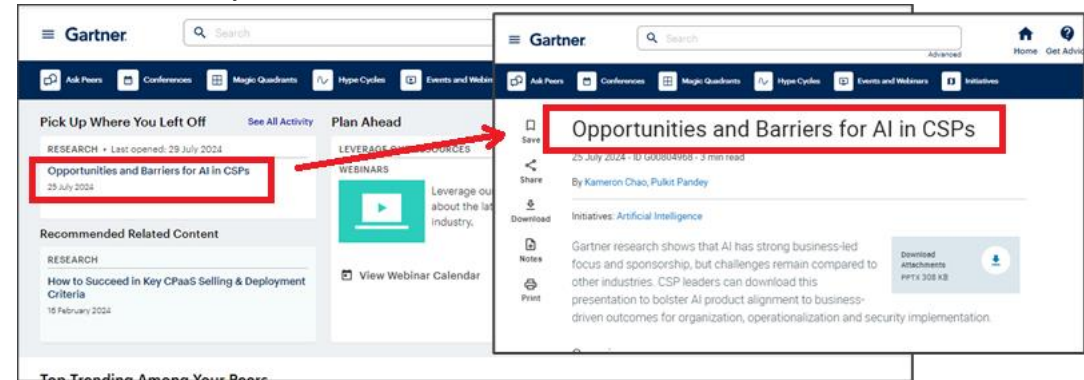 Gartner
Search
Ask Peers
Conferences
Magic Quadrants
Hype Cycles
Events and Webin
Pick Up Where You Left Off
See All Activity
RESEARCH • Last opened: 29 July 2024
Opportunities and Barriers for AI in CSPs
25 July 2024
Recommended Related Content
RESEARCH
How to Succeed in Key CPaaS Selling & Deployment
Criteria
16 February 2024
Plan Ahead
WEBINARS
Leverage ou
about the lat
industry.
View Webinar Calendar
Top Trending Among Your Peers
Gartner
Search
Advanced
Home
Get Advic
Ask Peers
Conferences
Magic Quadrants
Hype Cycles
Events and Webinars
Initiatives
Save
Share
Download
Notes
Print
Opportunities and Barriers for AI in CSPs
25 July 2024 - ID G00804968 - 3 min read
By Kameron Chao, Pulkit Pandey
Initiatives: Artificial Intelligence
Gartner research shows that AI has strong business-led
focus and sponsorship, but challenges remain compared to
other industries. CSP leaders can download this
presentation to bolster AI product alignment to business-
driven outcomes for organization, operationalization and security implementation.
Download
Attachments
PPTX 308 KB